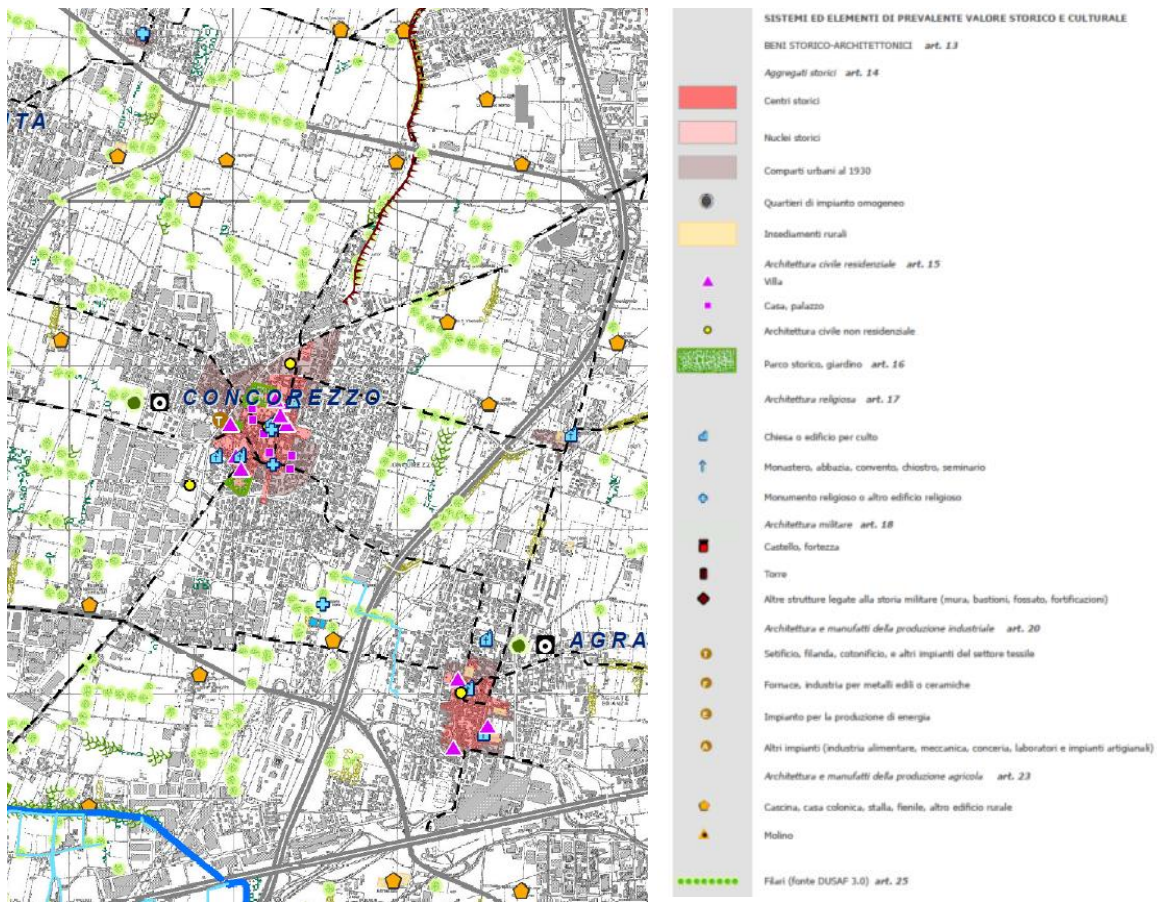 ITA
CONCOREZZO
AGRA
SISTEMI ED ELEMENTI DI PREVALENTE VALORE STORICO E CULTURALE
BENI STORICO-ARCHITETTONICI art. 13
Aggregati storici art. 14
Centri storici
Nuclei storici
Comparti urbani al 1930
Quartieri di impianto omogeneo
Insediamenti rurali
Architettura civile residenziale art. 15
Villa
Casa, palazzo
Architettura civile non residenziale
Parco storico, giardino art. 16
Architettura religiosa art. 17
Chiesa o edificio per culto
Monastero, abbazia, convento, chiostro, seminario
Monumento religioso o altro edificio religioso
Architettura militare art. 18
Castello, fortezza
Torre
Altre strutture legate alla storia militare (mura, bastioni, fossato, fortificazioni)
Architettura e manufatti della produzione industriale art. 20
Setificio, filanda, cotonificio, e altri impianti del settore tessile
Fornace, industria per metalli edili o ceramiche
Impianto per la produzione di energia
Altri impianti (industria alimentare, meccanica, conceria, laboratori e impianti artigianali)
Architettura e manufatti della produzione agricola art. 23
Cascina, casa colonica, stalla, fienile, altro edificio rurale
Molino
Filari (fonte DUSAF 3.0) art. 25